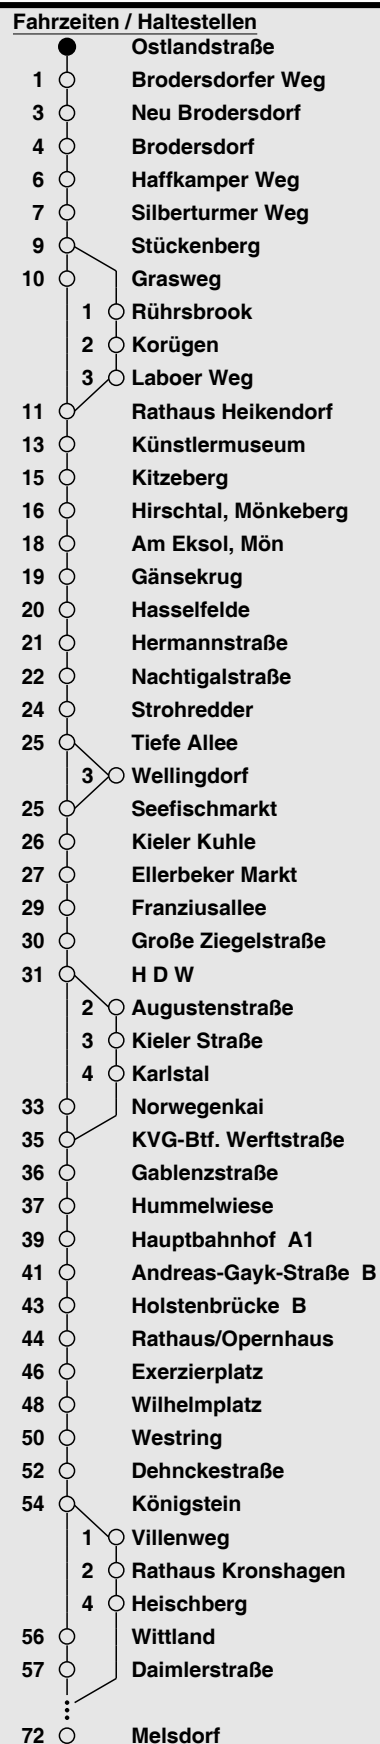 Fahrzeiten / Haltestellen
Ostlandstraße
1 Brodersdorfer Weg
3 Neu Brodersdorf
4 Brodersdorf
6 Haffkamper Weg
7 Silberturmer Weg
9 Stückenberg
10 Grasweg
1 Rührsbrook
2 Korügen
3 Laboer Weg
11 Rathaus Heikendorf
13 Künstlermuseum
15 Kitzeberg
16 Hirschtal, Mönkeberg
18 Am Eksol, Mön
19 Gänsekrug
20 Hasselfelde
21 Hermannstraße
22 Nachtigalstraße
24 Strohredder
25 Tiefe Allee
3 Wellingdorf
25 Seefischmarkt
26 Kieler Kuhle
27 Ellerbeker Markt
29 Franziusallee
30 Große Ziegelstraße
31 H D W
2 Augustenstraße
3 Kieler Straße
4 Karlstal
33 Norwegenkai
35 KVG-Btf. Werftstraße
36 Gablenzstraße
37 Hummelwiese
39 Hauptbahnhof A1
41 Andreas-Gayk-Straße B
43 Holstenbrücke B
44 Rathaus/Opernhaus
46 Exerzierplatz
48 Wilhelmplatz
50 Westring
52 Dehnckestraße
54 Königstein
1 Villenweg
2 Rathaus Kronshagen
4 Heischberg
56 Wittland
57 Daimlerstraße
72 Melsdorf